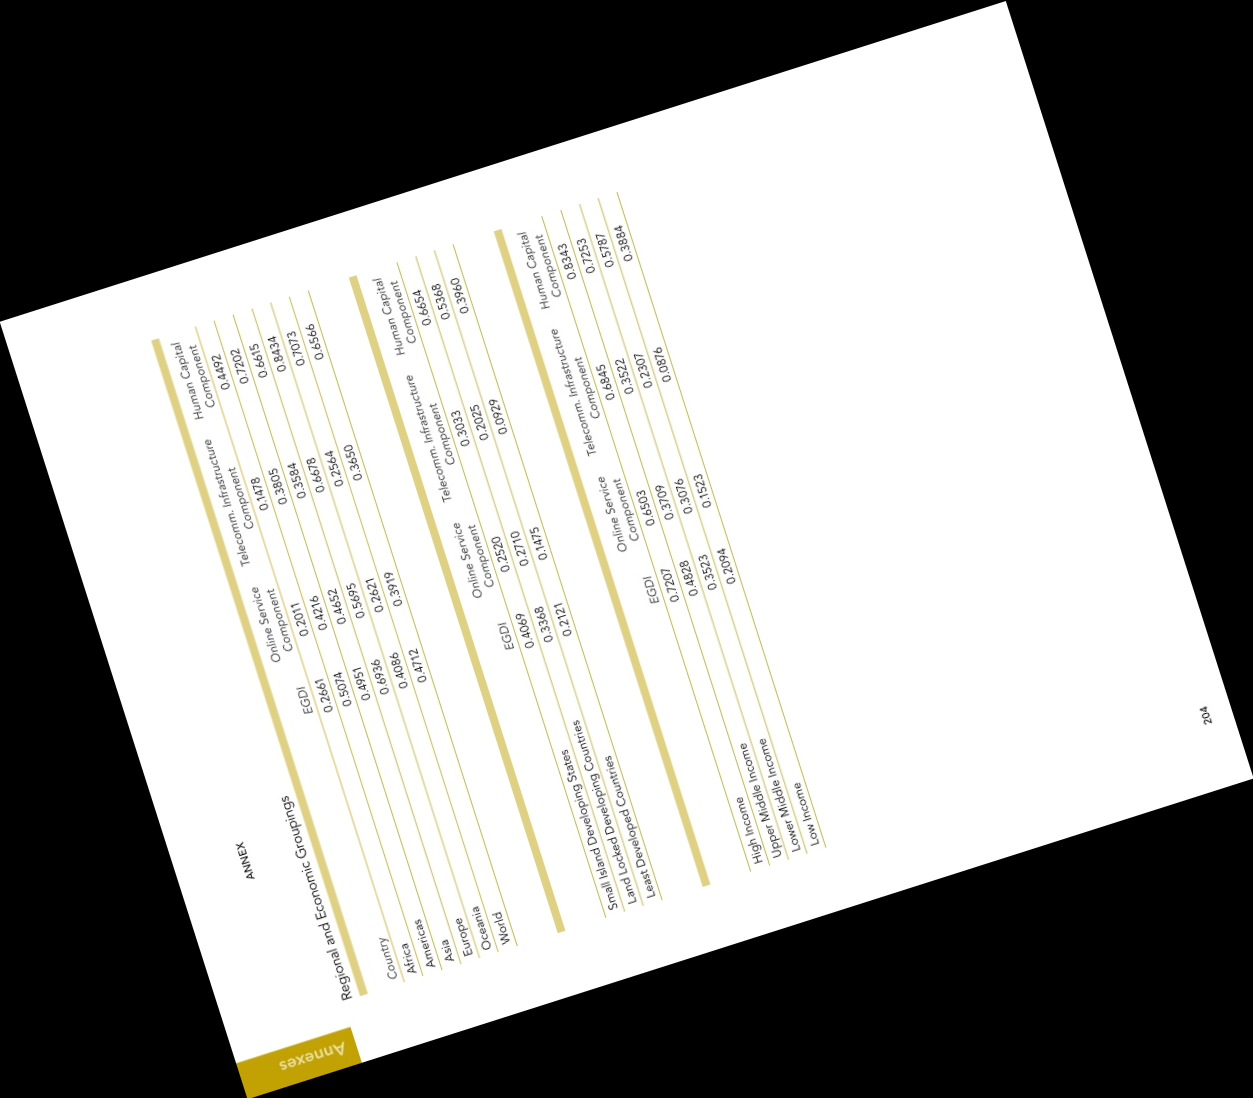 Annexes
ANNEX
Regional and Economic Groupings
Country EGDI Online Service Component Telecomm. Infrastructure Component Human Capital Component
Africa 0.2661 0.2011 0.1478 0.4492
Americas 0.5074 0.4216 0.3805 0.7202
Asia 0.4951 0.4652 0.3584 0.6615
Europe 0.6936 0.5695 0.6678 0.8434
Oceania 0.4086 0.2621 0.2564 0.7073
World 0.4712 0.3919 0.3650 0.6566
EGDI Online Service Component Telecomm. Infrastructure Component Human Capital Component
Small Island Developing States 0.4069 0.2520 0.3033 0.6654
Land Locked Developing Countries 0.3368 0.2710 0.2025 0.5368
Least Developed Countries 0.2121 0.1475 0.0929 0.3960
EGDI Online Service Component Telecomm. Infrastructure Component Human Capital Component
High Income 0.7207 0.6503 0.6845 0.8343
Upper Middle Income 0.4828 0.3709 0.3522 0.7253
Lower Middle Income 0.3523 0.3076 0.2307 0.5787
Low Income 0.2094 0.1523 0.0876 0.3884
204